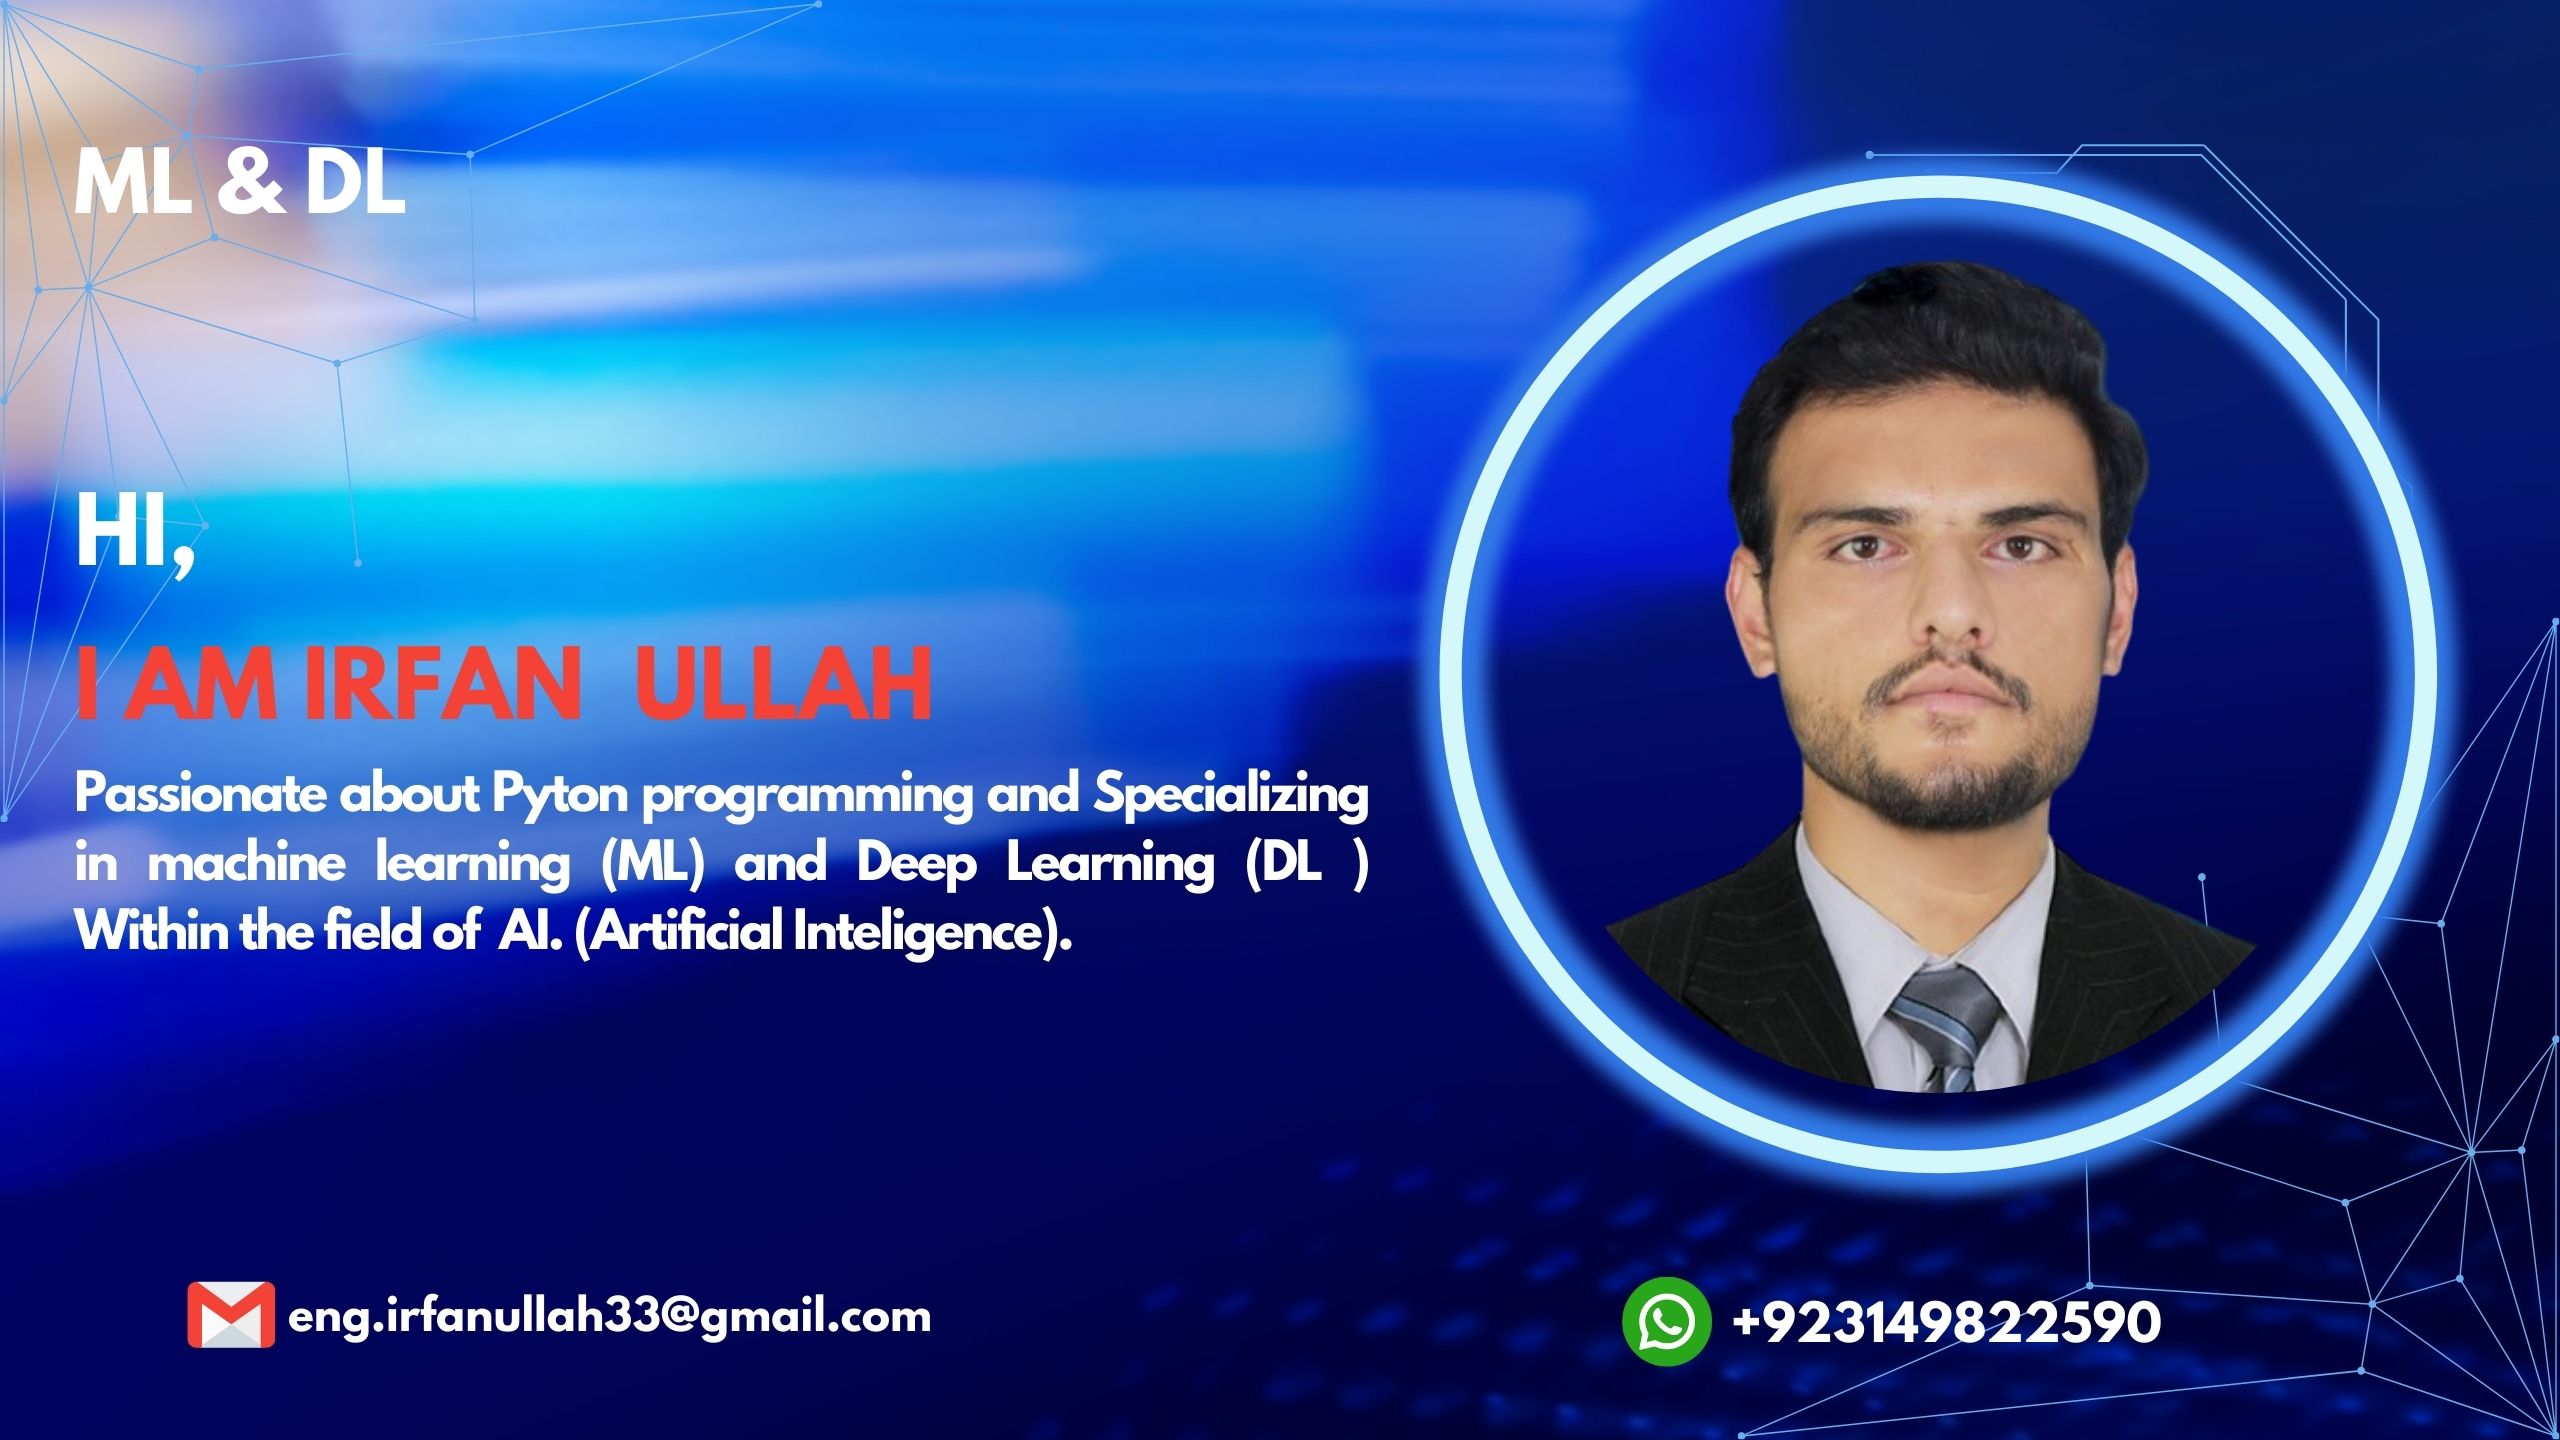 ML & DL
HI,
I AM IRFAN ULLAH
Passionate about Pyton programming and Specializing
in machine learning (ML) and Deep Learning (DL )
Within the field of AI. (Artificial Inteligence).
eng.irfanullah33@gmail.com
+923149822590